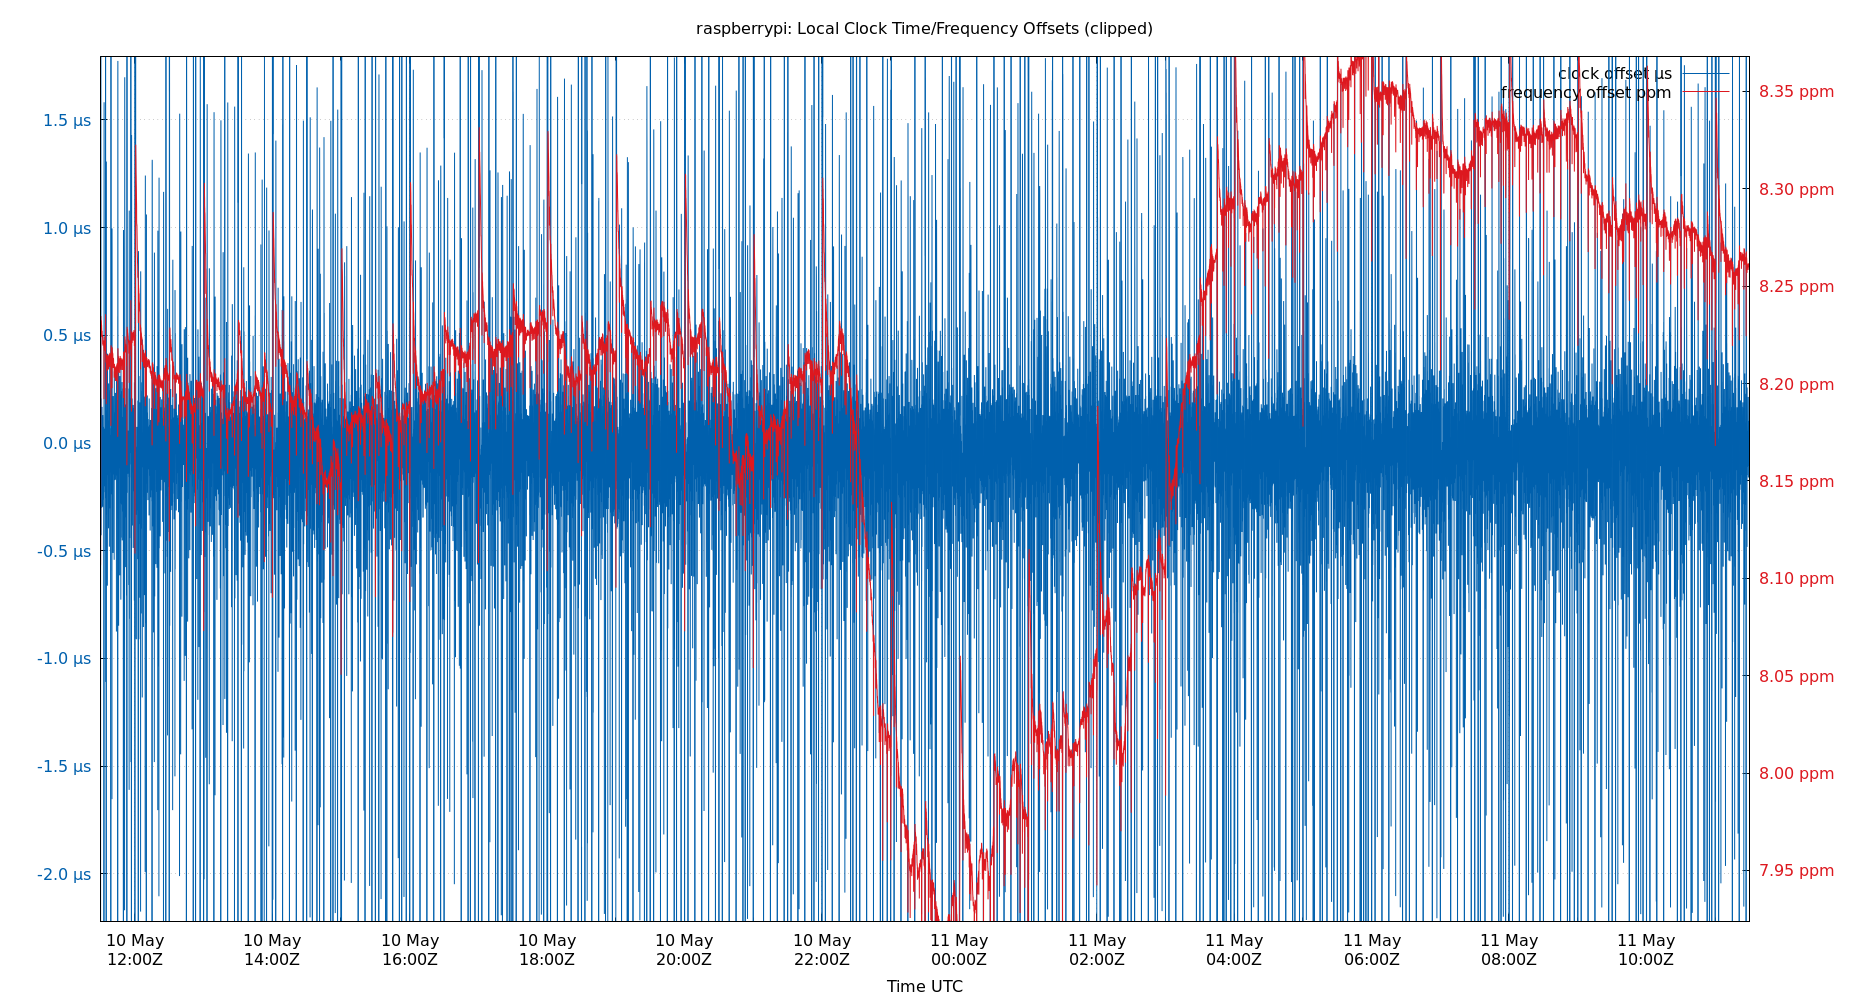 raspberrypi: Local Clock Time/Frequency Offsets (clipped)
clock offset µs
frequency offset ppm
1.5 µs
1.0 µs
0.5 µs
0.0 µs
-0.5 µs
-1.0 µs
-1.5 µs
-2.0 µs
8.35 ppm
8.30 ppm
8.25 ppm
8.20 ppm
8.15 ppm
8.10 ppm
8.05 ppm
8.00 ppm
7.95 ppm
10 May 10 May 10 May 10 May 10 May 10 May 11 May 11 May 11 May 11 May 11 May 11 May
12:00Z 14:00Z 16:00Z 18:00Z 20:00Z 22:00Z 00:00Z 02:00Z 04:00Z 06:00Z 08:00Z 10:00Z
Time UTC